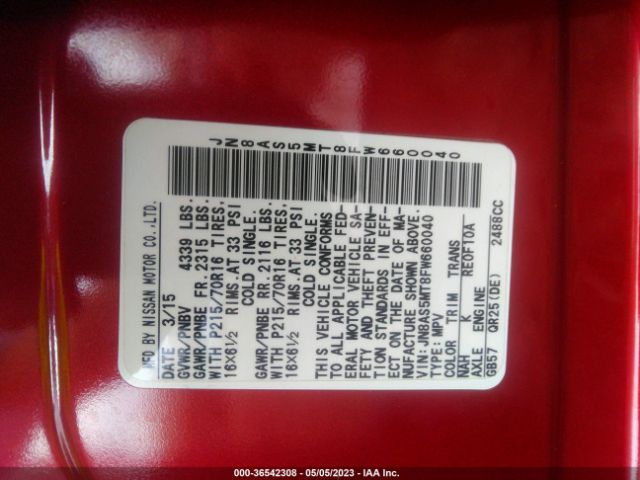 MFD BY NISSAN MOTOR CO.,LTD.
DATE 3/15
GVWR/PNBV 4339 LBS.
GAWR/PNBE FR. 2315 LBS.
WITH P215/70R16 TIRES,
16X6½ RIMS.AT 33 PSI
COLD SINGLE.
GAWR/PNBE RR. 2116 LBS.
WITH P215/70R16 TIRES,
16X6½ RIMS.AT 33 PSI
COLD SINGLE.
THIS VEHICLE CONFORMS
TO ALL APPLICABLE FED-
ERAL MOTOR VEHICLE SA-
FETY AND THEFT PREVEN-
TION STANDARDS IN EFF-
ECT ON THE DATE OF MA-
NUFACTURE SHOWN ABOVE.
VIN: JN8AS5MT8FW660040
TYPE: MPV
COLOR TRIM TRANS
NAH K RE0F10A
AXLE ENGINE
GB57 QR25(DE) 2488CC
JN8AS5MT8FW660040
000-36542308 - 05/05/2023 - IAA Inc.